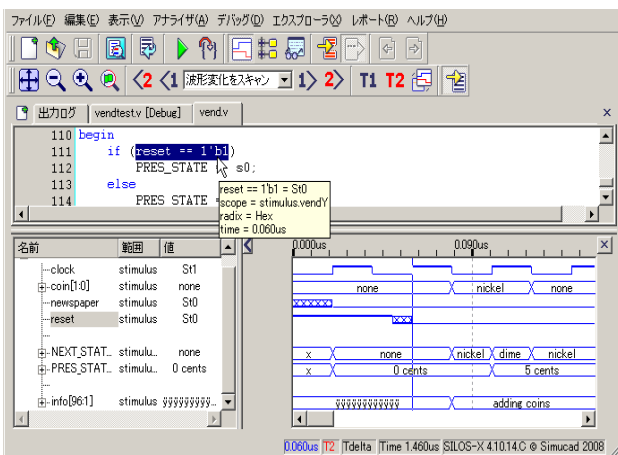 ファイル(F) 編集(E) 表示(V) アナライザ(A) デバッグ(D) エクスプローラ(X) レポート(R) ヘルプ(H)
<2 <1 波形変化をスキャン 1> 2> T1 T2
出力ログ vendtest.v [Debug] vend.v
110 begin
111 if (reset == 1'b1)
112 PRES_STATE s0;
113 else
114 PRES STATE
reset == 1'b1 = St0
scope = stimulus.vendY
radix = Hex
time = 0.060us
名前 範囲 値 0.000us 0.090us
clock stimulus St1
coin[1:0] stimulus none none nickel none
newspaper stimulus St0
reset stimulus St0
NEXT_STAT... stimulu... none x none nickel dime nickel
PRES_STAT... stimulu... 0 cents x 0 cents 5 cents
info[96:1] stimulus ÿÿÿÿÿÿÿÿÿ... ÿÿÿÿÿÿÿÿÿÿÿÿ adding coins
0.060us T2 Tdelta Time 1.460us SILOS-X 4.10.14.C © Simucad 2008